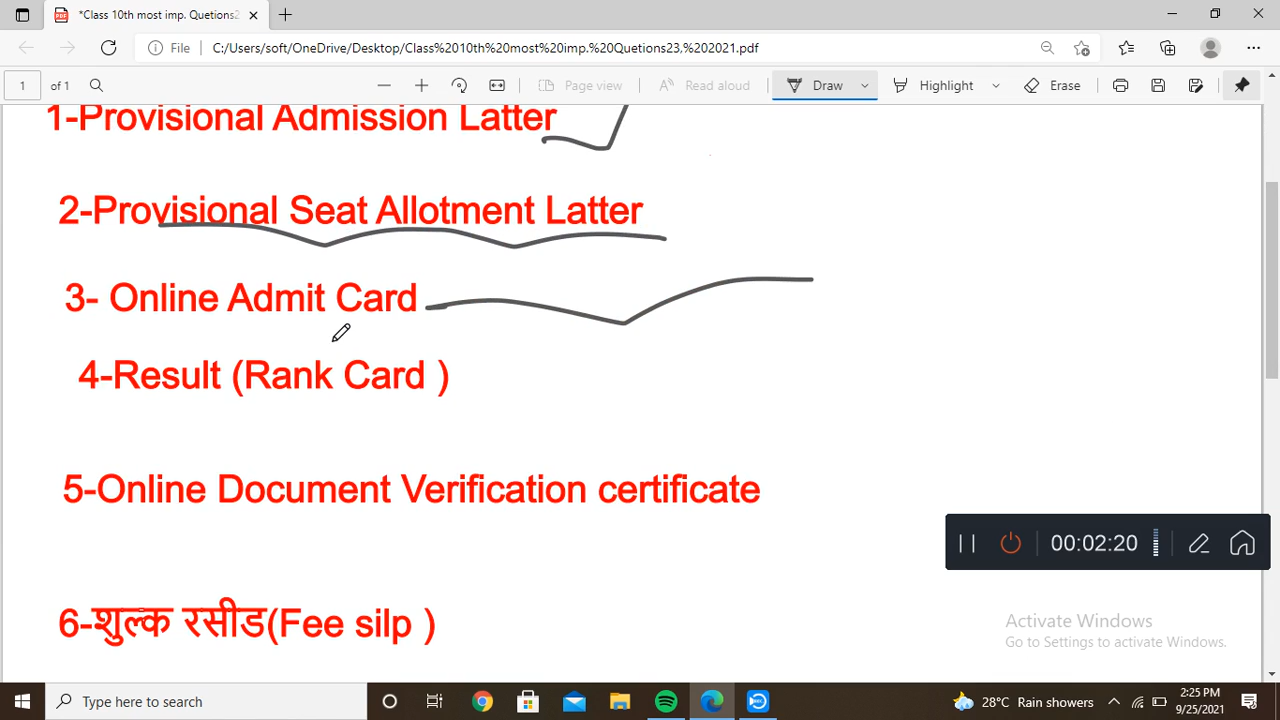 *Class 10th most imp. Quetions2
File C:/Users/soft/OneDrive/Desktop/Class%2010th%20most%20imp.%20Quetions23.%202021.pdf
1 of 1 Page view Read aloud Draw Highlight Erase
1-Provisional Admission Latter
2-Provisional Seat Allotment Latter
3- Online Admit Card
4-Result (Rank Card )
5-Online Document Verification certificate
00:02:20
6-शुल्क रसीड(Fee silp )
Activate Windows
Go to Settings to activate Windows.
Type here to search
28°C Rain showers
2:25 PM
9/25/2021